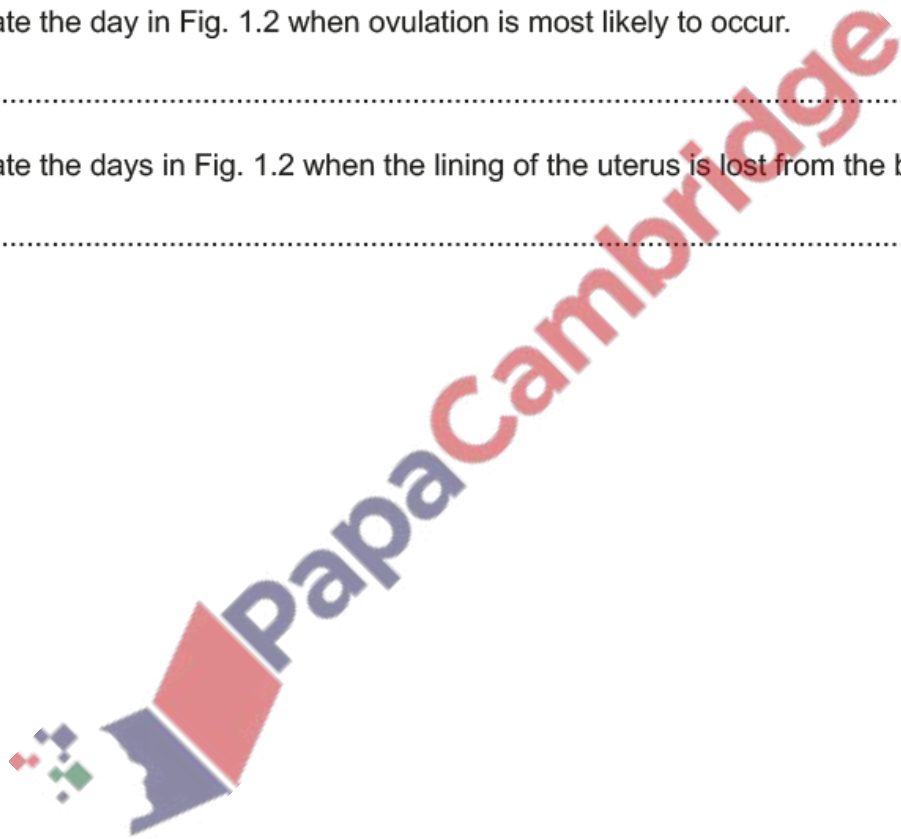 ate the day in Fig. 1.2 when ovulation is most likely to occur.
ate the days in Fig. 1.2 when the lining of the uterus is lost from the b
PapaCambridge